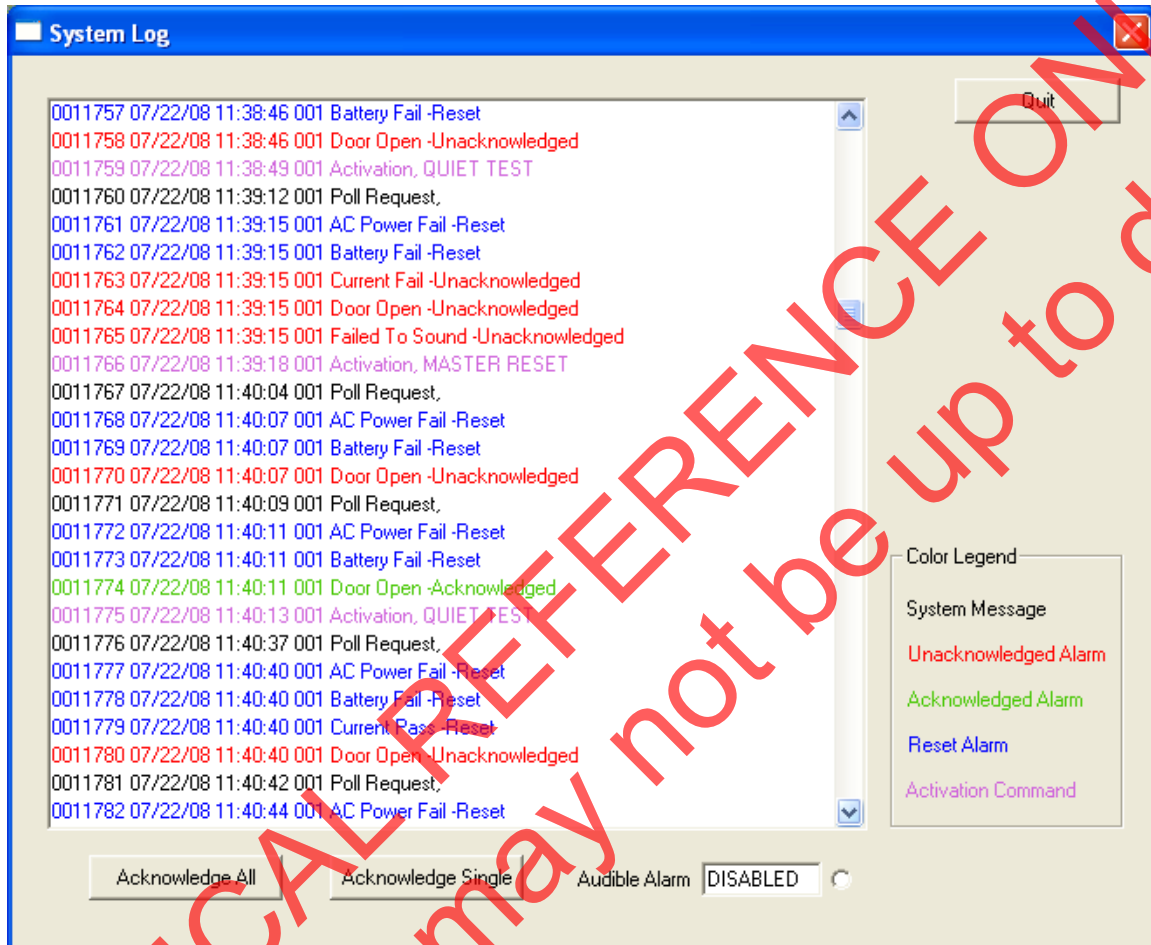 System Log
Quit
0011757 07/22/08 11:38:46 001 Battery Fail -Reset
0011758 07/22/08 11:38:46 001 Door Open -Unacknowledged
0011759 07/22/08 11:38:49 001 Activation, QUIET TEST
0011760 07/22/08 11:39:12 001 Poll Request,
0011761 07/22/08 11:39:15 001 AC Power Fail -Reset
0011762 07/22/08 11:39:15 001 Battery Fail -Reset
0011763 07/22/08 11:39:15 001 Current Fail -Unacknowledged
0011764 07/22/08 11:39:15 001 Door Open -Unacknowledged
0011765 07/22/08 11:39:15 001 Failed To Sound -Unacknowledged
0011766 07/22/08 11:39:18 001 Activation, MASTER RESET
0011767 07/22/08 11:40:04 001 Poll Request,
0011768 07/22/08 11:40:07 001 AC Power Fail -Reset
0011769 07/22/08 11:40:07 001 Battery Fail -Reset
0011770 07/22/08 11:40:07 001 Door Open -Unacknowledged
0011771 07/22/08 11:40:09 001 Poll Request,
0011772 07/22/08 11:40:11 001 AC Power Fail -Reset
0011773 07/22/08 11:40:11 001 Battery Fail -Reset
0011774 07/22/08 11:40:11 001 Door Open -Acknowledged
0011775 07/22/08 11:40:13 001 Activation, QUIET TEST
0011776 07/22/08 11:40:37 001 Poll Request,
0011777 07/22/08 11:40:40 001 AC Power Fail -Reset
0011778 07/22/08 11:40:40 001 Battery Fail -Reset
0011779 07/22/08 11:40:40 001 Current Pass -Reset
0011780 07/22/08 11:40:40 001 Door Open -Unacknowledged
0011781 07/22/08 11:40:42 001 Poll Request,
0011782 07/22/08 11:40:44 001 AC Power Fail -Reset
Color Legend
System Message
Unacknowledged Alarm
Acknowledged Alarm
Reset Alarm
Activation Command
Acknowledge All
Acknowledge Single
Audible Alarm DISABLED
REFERENCE
may not be up to